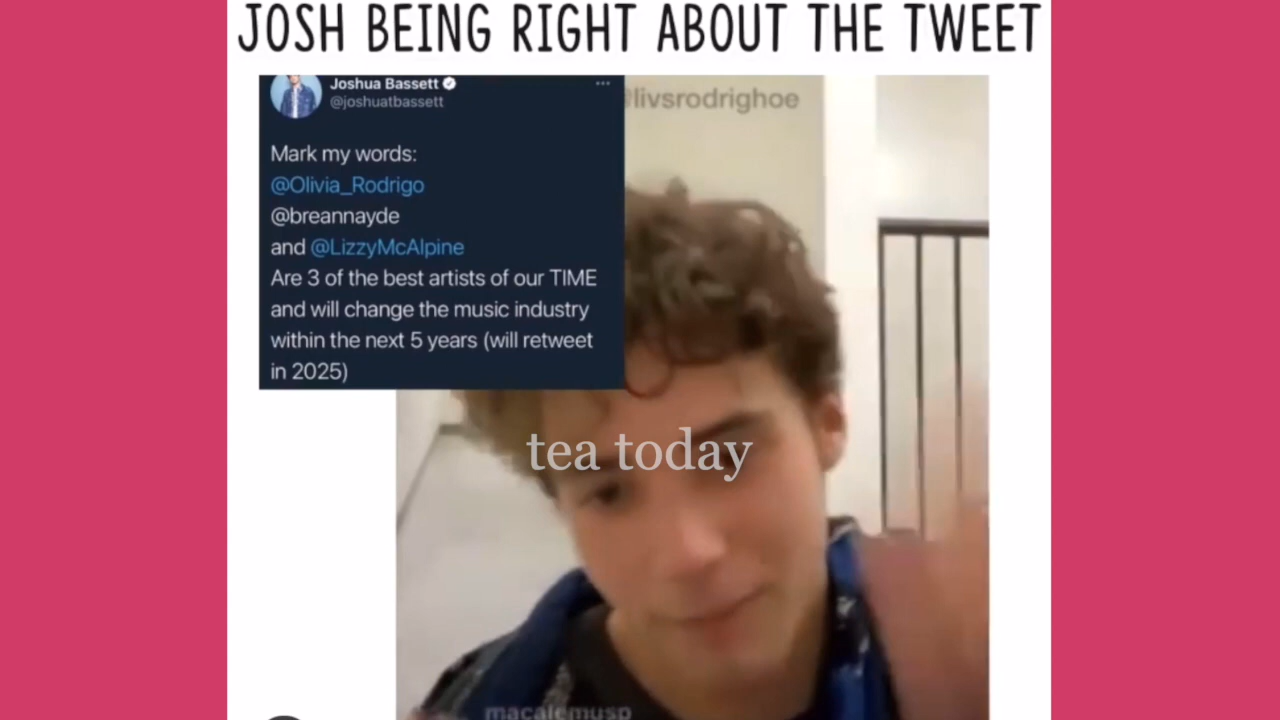 JOSH BEING RIGHT ABOUT THE TWEET
Joshua Bassett
@joshuatbassett
livsrodrighoe
Mark my words:
@Olivia_Rodrigo
@breannayde
and @LizzyMcAlpine
Are 3 of the best artists of our TIME
and will change the music industry
within the next 5 years (will retweet
in 2025)
tea today
macalemusp